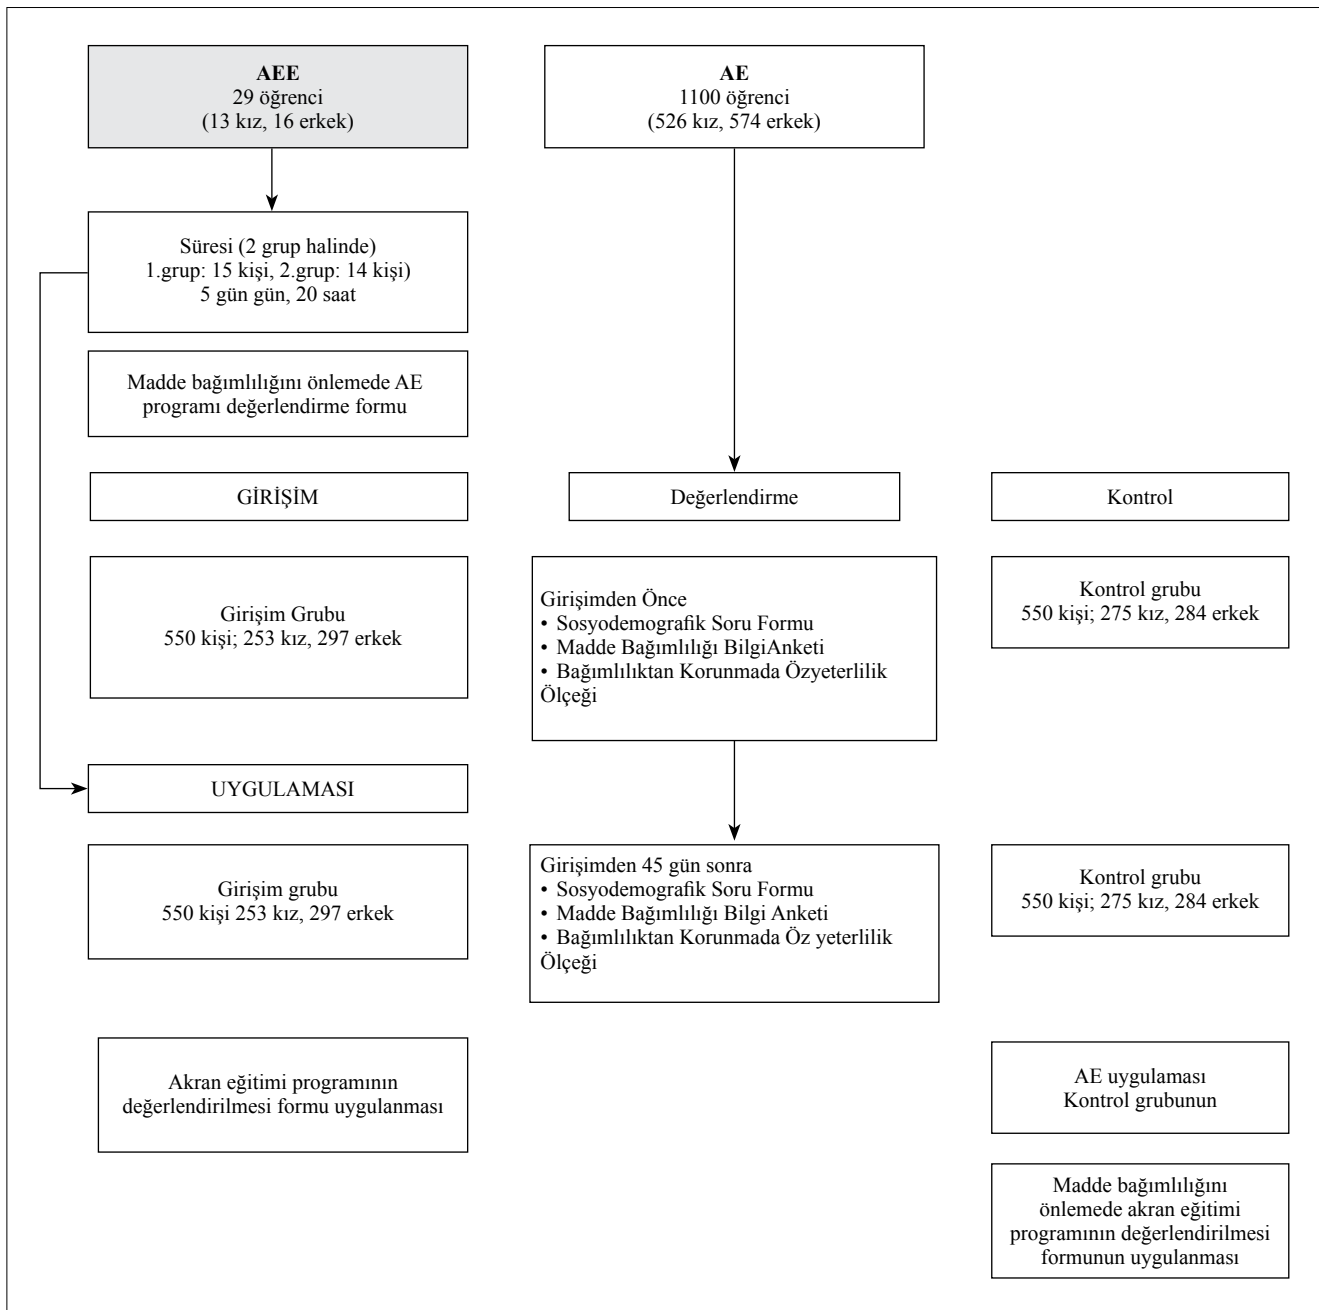 AEE
29 öğrenci
(13 kız, 16 erkek)
AE
1100 öğrenci
(526 kız, 574 erkek)
Süresi (2 grup halinde)
1.grup: 15 kişi, 2.grup: 14 kişi)
5 gün gün, 20 saat
Madde bağımlılığını önlemede AE
programı değerlendirme formu
GİRİŞİM
Değerlendirme
Kontrol
Girişim Grubu
550 kişi; 253 kız, 297 erkek
Girişimden Önce
• Sosyodemografik Soru Formu
• Madde Bağımlılığı BilgiAnketi
• Bağımlılıktan Korunmada Özyeterlilik
Ölçeği
Kontrol grubu
550 kişi; 275 kız, 284 erkek
UYGULAMASI
Girişim grubu
550 kişi 253 kız, 297 erkek
Girişimden 45 gün sonra
• Sosyodemografik Soru Formu
• Madde Bağımlılığı Bilgi Anketi
• Bağımlılıktan Korunmada Öz yeterlilik
Ölçeği
Kontrol grubu
550 kişi; 275 kız, 284 erkek
Akran eğitimi programının
değerlendirilmesi formu uygulanması
AE uygulaması
Kontrol grubunun
Madde bağımlılığını
önlemede akran eğitimi
programının değerlendirilmesi
formunun uygulanması